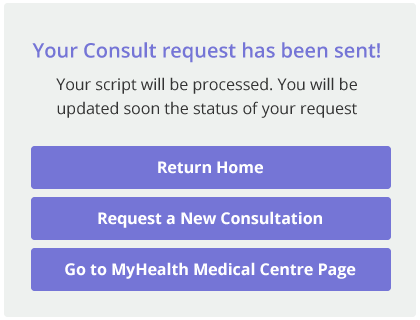 Your Consult request has been sent!
Your script will be processed. You will be
updated soon the status of your request
Return Home
Request a New Consultation
Go to MyHealth Medical Centre Page